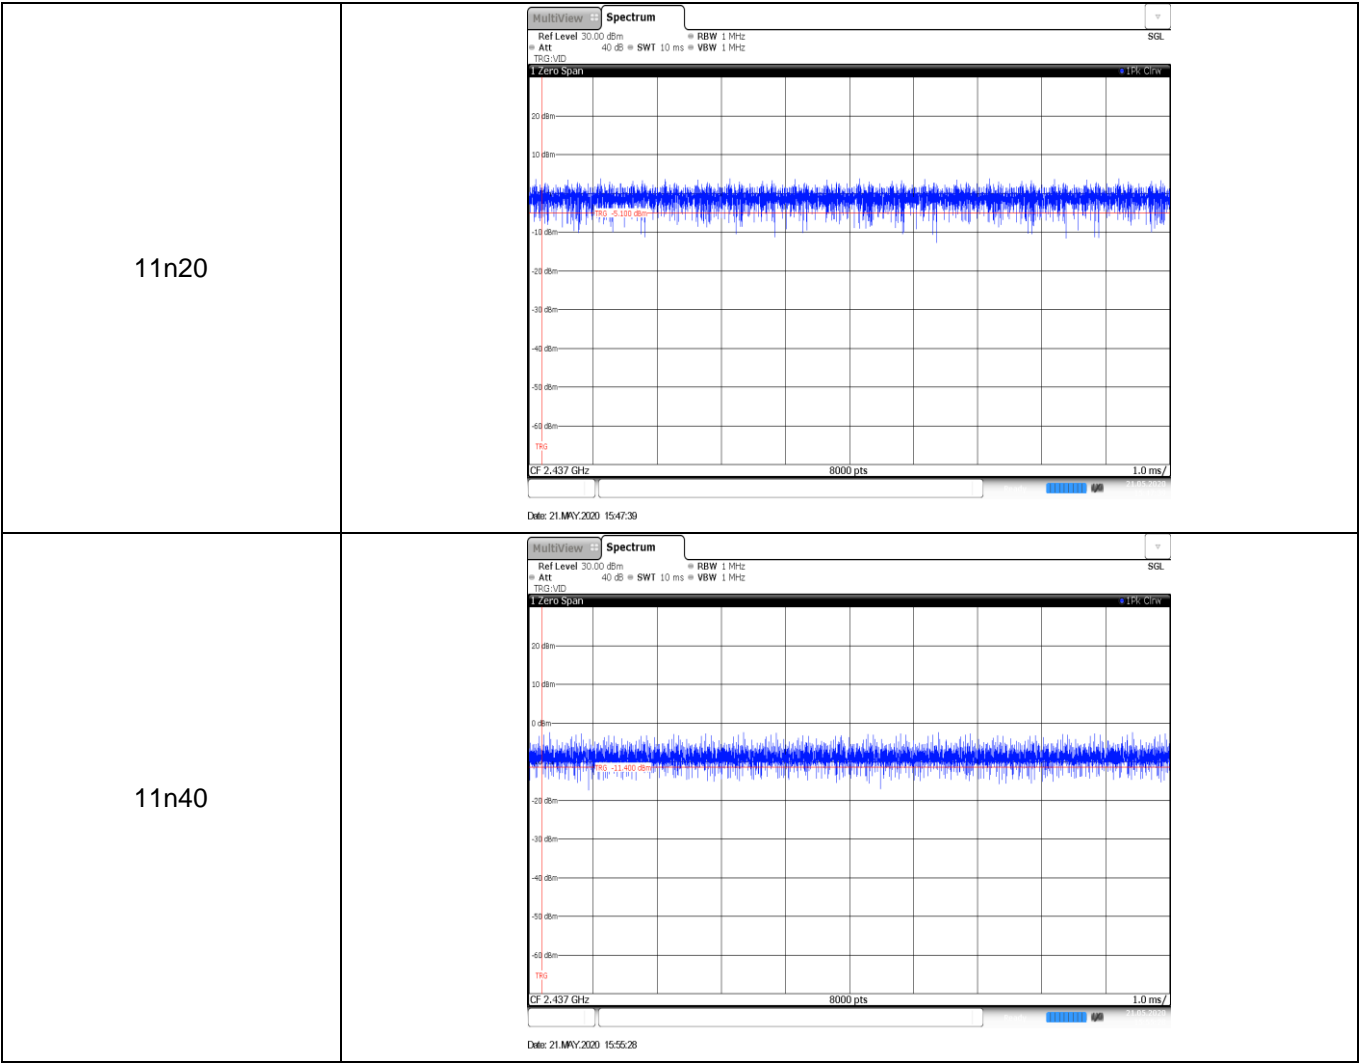 11n20
MultiView Spectrum
Ref Level 30.00 dBm RBW 1 MHz SGL
Att 40 dB SWT 10 ms VBW 1 MHz
TRG:VID
1 Zero Span 1Pk Clrw
20 dBm
10 dBm
TRG -5.100 dBm
-10 dBm
-20 dBm
-30 dBm
-40 dBm
-50 dBm
-60 dBm
TRG
CF 2.437 GHz 8000 pts 1.0 ms/
21.05.2020
Date: 21.MAY.2020 15:47:39
11n40
MultiView Spectrum
Ref Level 30.00 dBm RBW 1 MHz SGL
Att 40 dB SWT 10 ms VBW 1 MHz
TRG:VID
1 Zero Span 1Pk Clrw
20 dBm
10 dBm
0 dBm
TRG -11.400 dBm
-20 dBm
-30 dBm
-40 dBm
-50 dBm
-60 dBm
TRG
CF 2.437 GHz 8000 pts 1.0 ms/
21.05.2020
Date: 21.MAY.2020 15:55:28